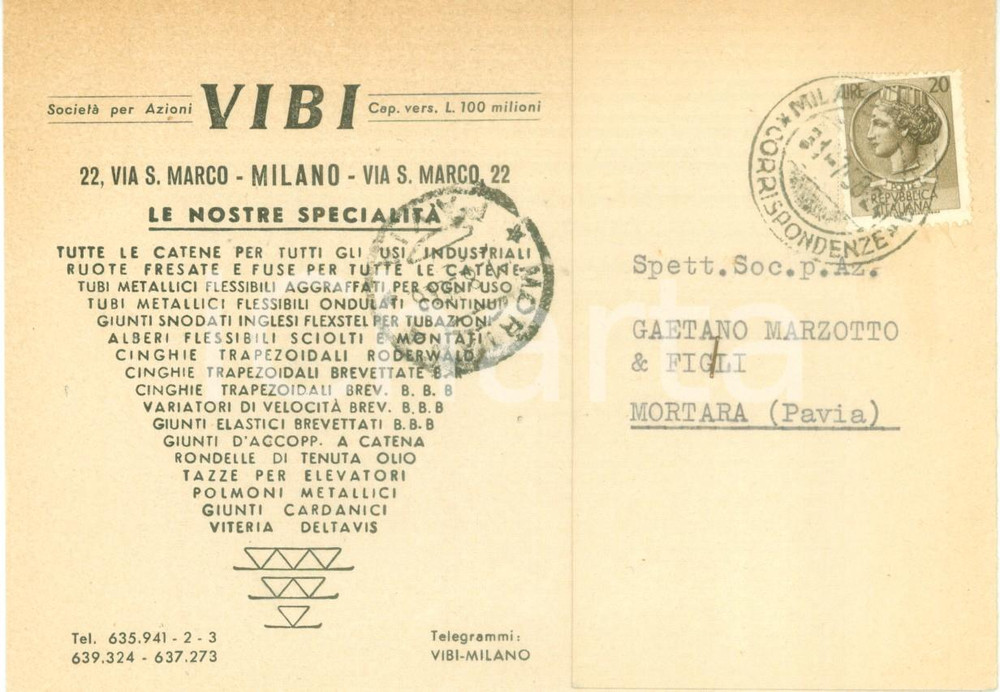 Società per Azioni VIBI Cap. vers. L. 100 milioni
22, VIA S. MARCO - MILANO - VIA S. MARCO, 22
LE NOSTRE SPECIALITÀ
TUTTE LE CATENE PER TUTTI GLI USI INDUSTRIALI
RUOTE FRESATE E FUSE PER TUTTE LE CATENE
TUBI METALLICI FLESSIBILI AGGRAFFATI PER OGNI USO
TUBI METALLICI FLESSIBILI ONDULATI CONTINUI
GIUNTI SNODATI INGLESI FLEXSTEL PER TUBAZIONI
ALBERI FLESSIBILI SCIOLTI E MONTATI
CINGHIE TRAPEZOIDALI RODERWALD
CINGHIE TRAPEZOIDALI BREVETTATE B.
CINGHIE TRAPEZOIDALI BREV. B. B. B
VARIATORI DI VELOCITÀ BREV. B.B.B
GIUNTI ELASTICI BREVETTATI B.B.B
GIUNTI D'ACCOPP. A CATENA
RONDELLE DI TENUTA OLIO
TAZZE PER ELEVATORI
POLMONI METALLICI
GIUNTI CARDANICI
VITERIA DELTAVIS
Tel. 635.941 - 2 - 3
639.324 - 637.273
Telegrammi:
VIBI-MILANO
20
REPVBBLICA
ITALIANA
CORRISPONDENZE
Spett.Soc.p.Az.
GAETANO MARZOTTO
& FIGLI
MORTARA (Pavia)